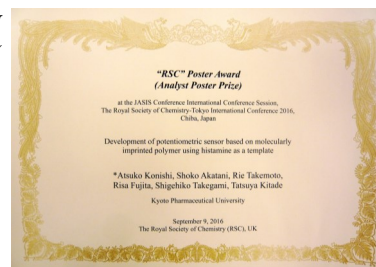 "RSC" Poster Award
(Analyst Poster Prize)
at the JASIS Conference International Conference Session,
The Royal Society of Chemistry-Tokyo International Conference 2016,
Chiba, Japan
Development of potentiometric sensor based on molecularly
imprinted polymer using histamine as a template
*Atsuko Konishi, Shoko Akatani, Rie Takemoto,
Risa Fujita, Shigehiko Takegami, Tatsuya Kitade
Kyoto Pharmaceutical University
September 9, 2016
The Royal Society of Chemistry (RSC), UK